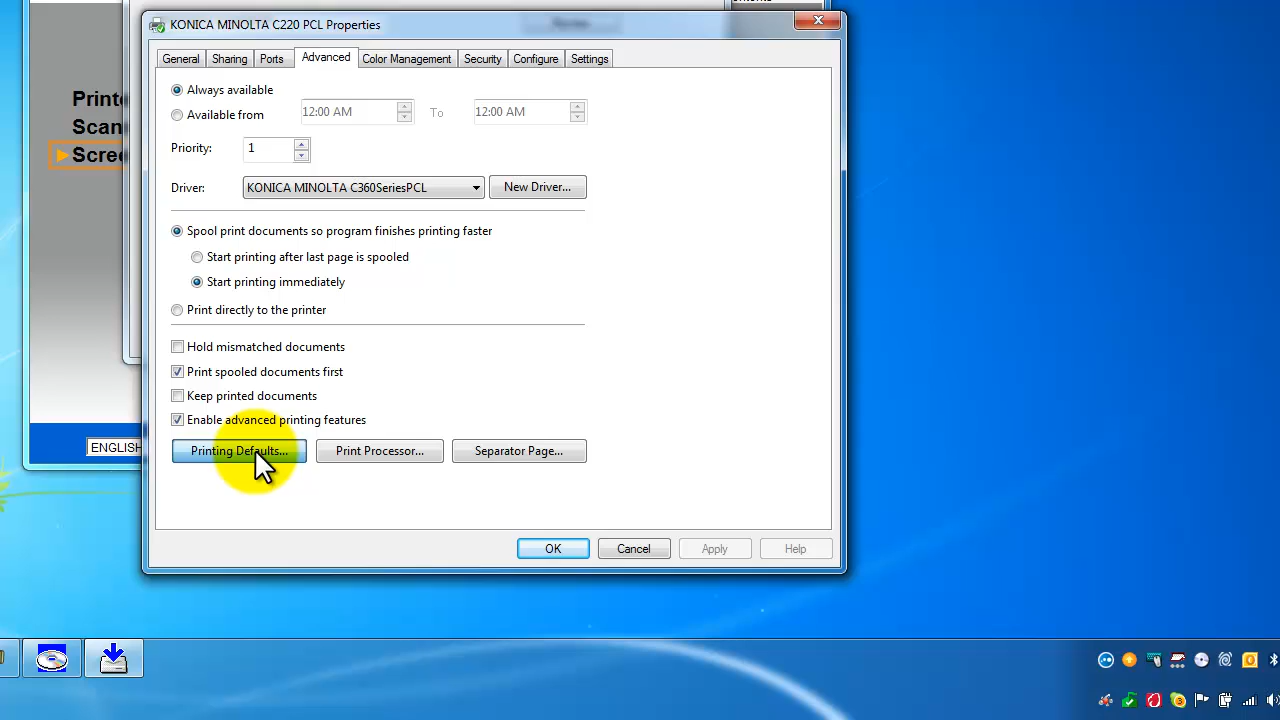 KONICA MINOLTA C220 PCL Properties
General Sharing Ports Advanced Color Management Security Configure Settings
Always available
Available from 12:00 AM To 12:00 AM
Priority: 1
Driver: KONICA MINOLTA C360SeriesPCL New Driver...
Spool print documents so program finishes printing faster
Start printing after last page is spooled
Start printing immediately
Print directly to the printer
Hold mismatched documents
Print spooled documents first
Keep printed documents
Enable advanced printing features
Printing Defaults... Print Processor... Separator Page...
OK Cancel Apply Help
ENGLISH